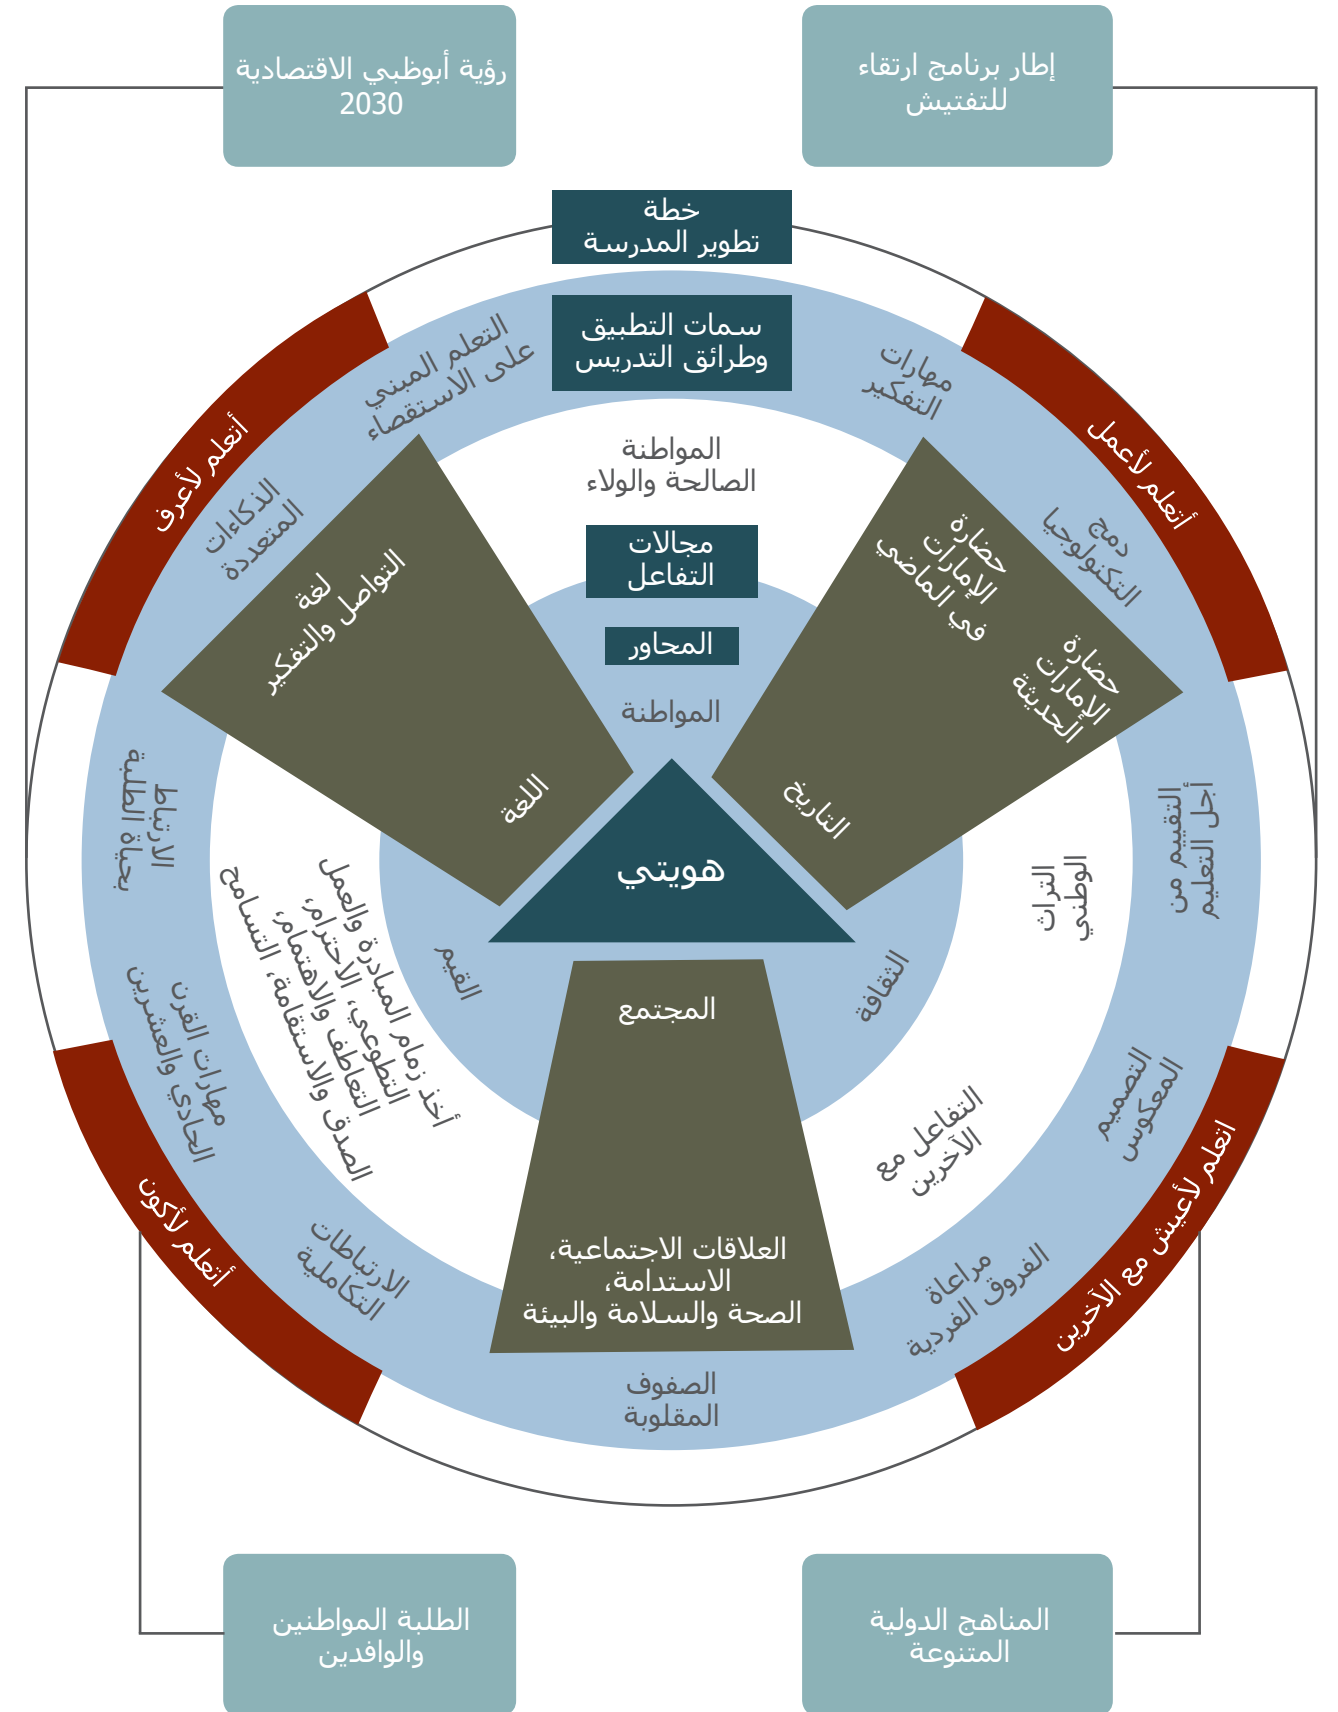 إطار برنامج ارتقاء
للتفتيش
رؤية أبوظبي الاقتصادية
2030
خطة
تطوير المدرسة
سمات التطبيق
وطرائق التدريس
مهارات
التفكير
دمج
التكنولوجيا
التقييم من
أجل التعليم
التصميم
المعكوس
مراعاة
الفروق الفردية
الصفوف
المقلوبة
الارتباطات
التكاملية
مهارات القرن
الحادي والعشرين
الارتباط
بحياة الطلبة
الذكاءات
المتعددة
التعلم المبني
على الاستقصاء
أتعلم لأعمل
اتعلم لأعيش مع الآخرين
أتعلم لأكون
أتعلم لأعرف
المواطنة
الصالحة والولاء
مجالات
التفاعل
المحاور
المواطنة
حضارة
الإمارات
في الماضي
حضارة
الإمارات
الحديثة
التاريخ
التراث
الوطني
الثقافة
التفاعل مع
الآخرين
المجتمع
العلاقات الاجتماعية،
الاستدامة،
الصحة والسلامة والبيئة
القيم
أخذ زمام المبادرة والعمل
التطوعي، الاحترام،
التعاطف والاهتمام،
الصدق والاستقامة، التسامح
لغة
التواصل والتفكير
اللغة
هويتي
المناهج الدولية
المتنوعة
الطلبة المواطنين
والوافدين